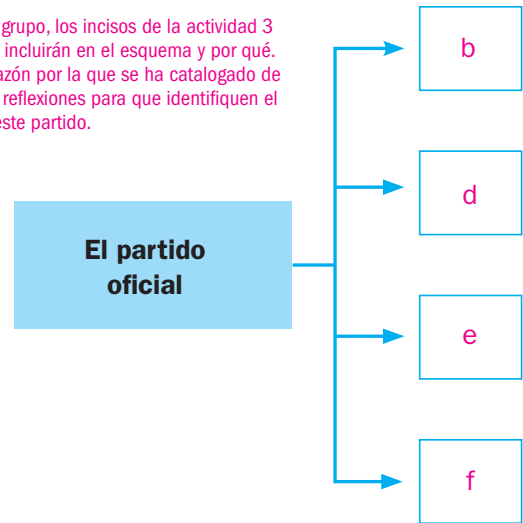 grupo, los incisos de la actividad 3
incluirán en el esquema y por qué.
azón por la que se ha catalogado de
reflexiones para que identifiquen el
este partido.
b
d
El partido
oficial
e
f